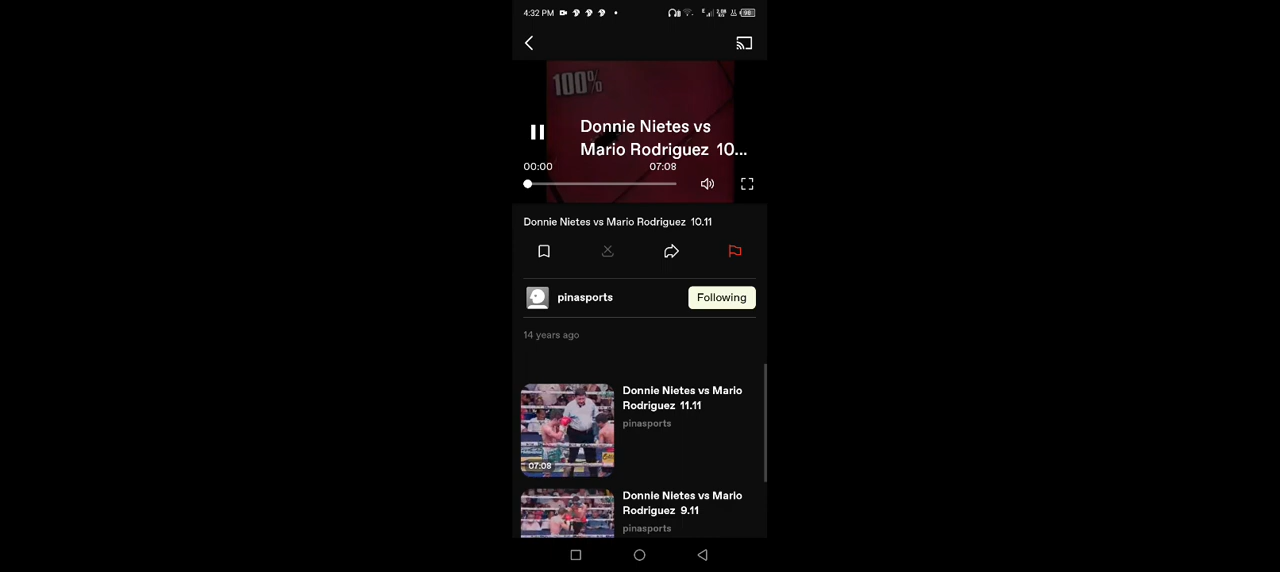 4:32 PM
98
100%
Donnie Nietes vs
Mario Rodriguez 10...
00:00
07:08
Donnie Nietes vs Mario Rodriguez 10.11
pinasports
Following
14 years ago
Donnie Nietes vs Mario
Rodriguez 11.11
pinasports
07:08
Donnie Nietes vs Mario
Rodriguez 9.11
pinasports